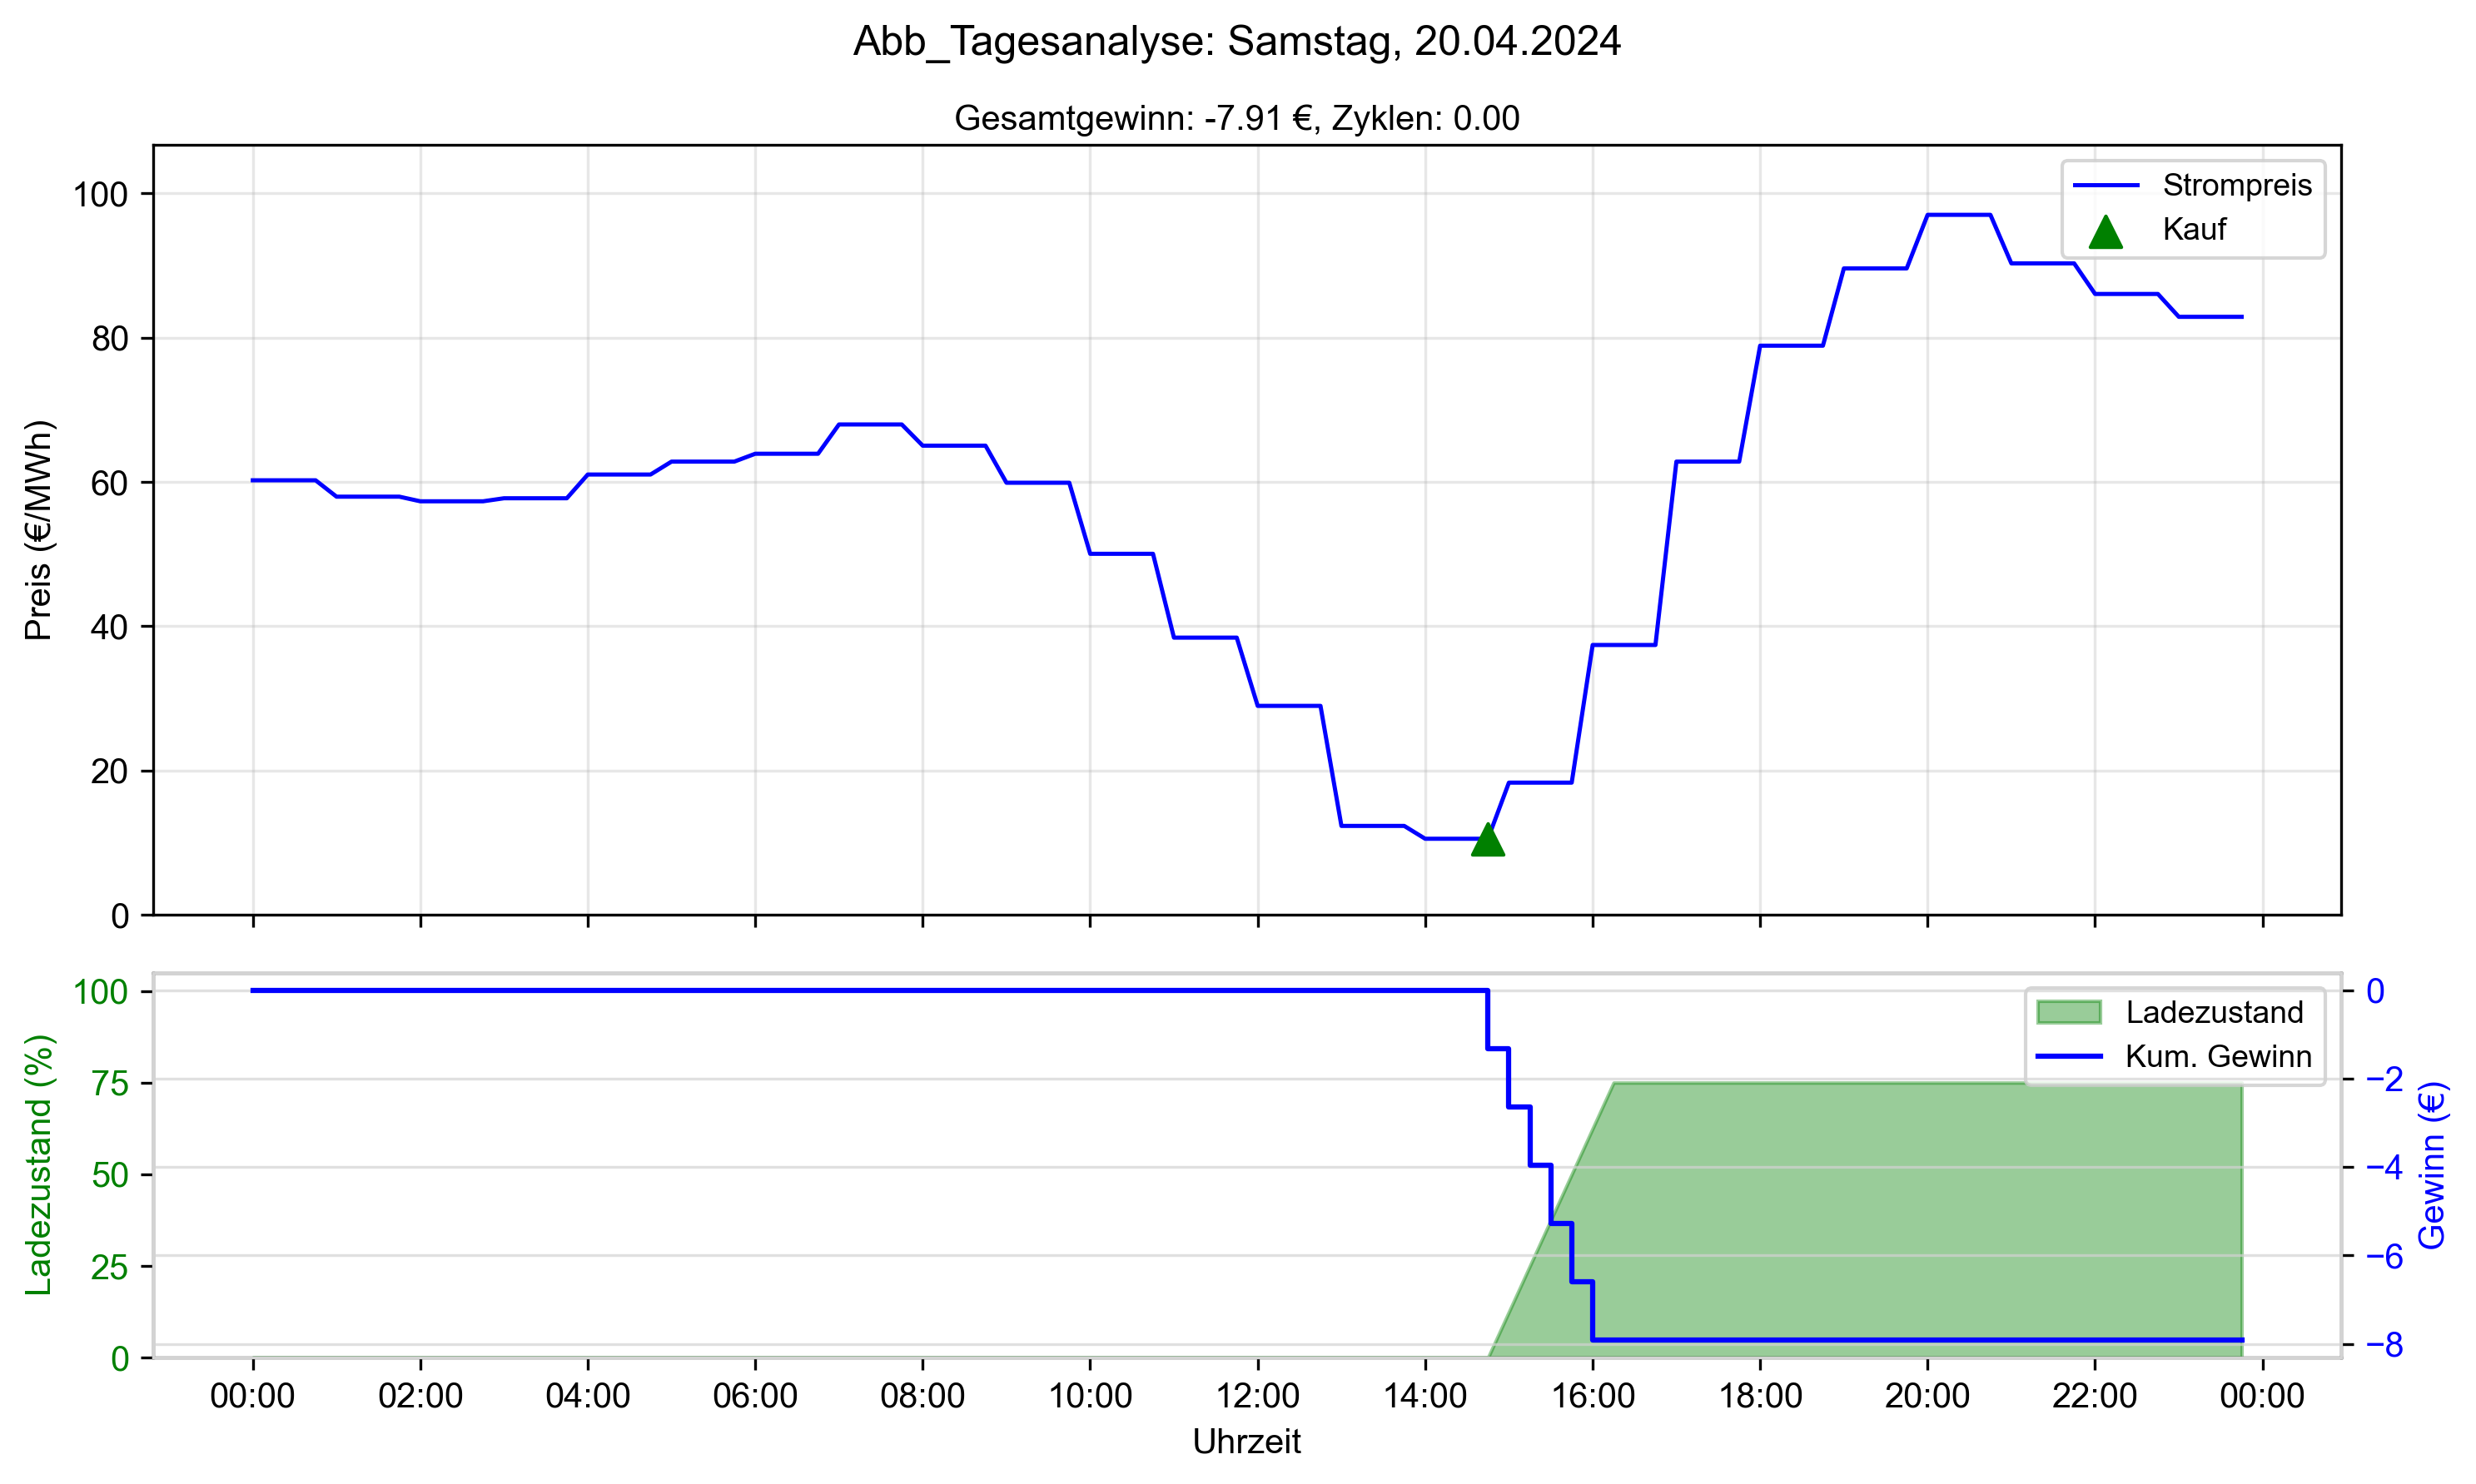 Abb_Tagesanalyse: Samstag, 20.04.2024
Gesamtgewinn: -7.91 €, Zyklen: 0.00
Preis (€/MWh)
100
80
60
40
20
0
Strompreis
Kauf
Ladezustand (%)
100
75
50
25
0
Ladezustand
Kum. Gewinn
0
−2
−4
−6
−8
Gewinn (€)
00:00 02:00 04:00 06:00 08:00 10:00 12:00 14:00 16:00 18:00 20:00 22:00 00:00
Uhrzeit